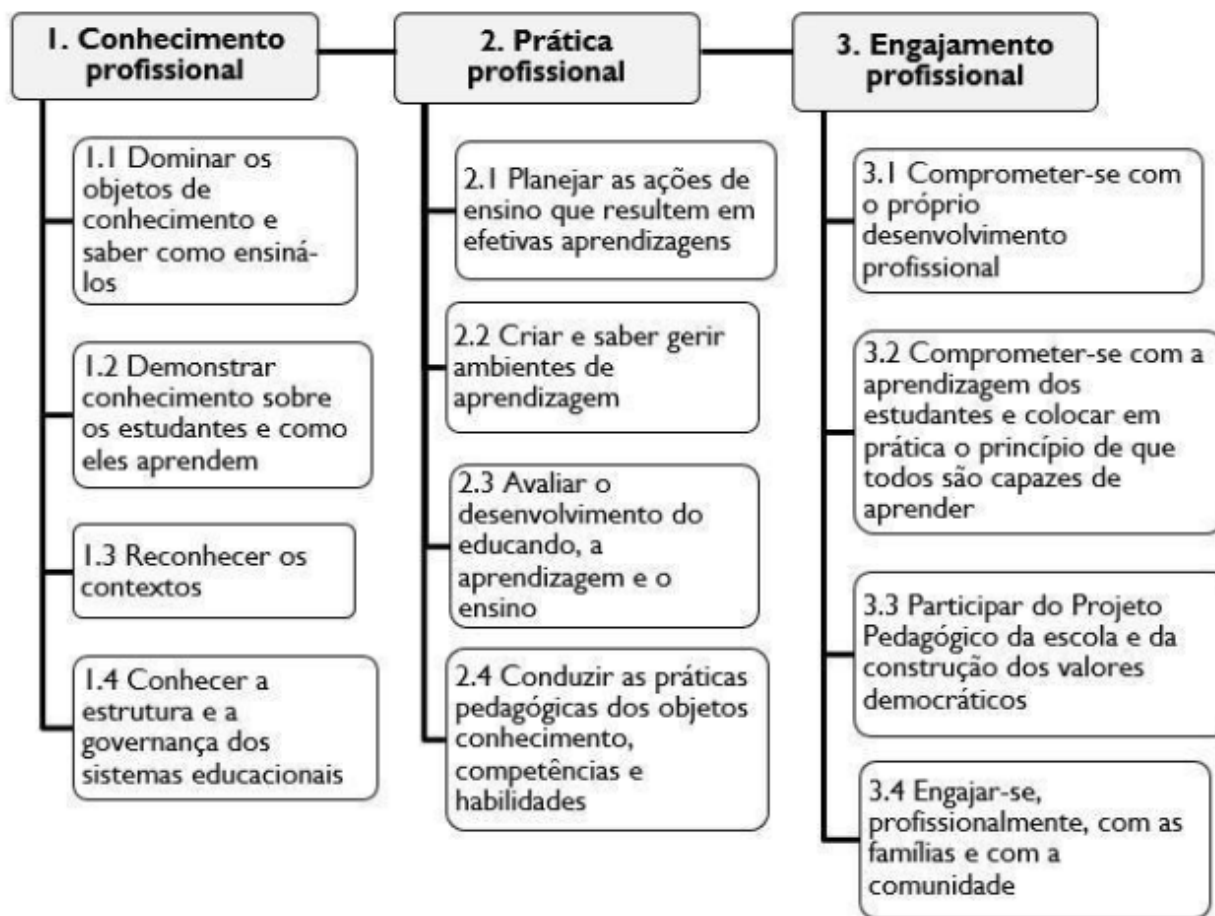 1. Conhecimento
profissional
1.1 Dominar os
objetos de
conhecimento e
saber como ensiná-
los
1.2 Demonstrar
conhecimento sobre
os estudantes e como
eles aprendem
1.3 Reconhecer os
contextos
1.4 Conhecer a
estrutura e a
governança dos
sistemas educacionais
2. Prática
profissional
2.1 Planejar as ações de
ensino que resultem em
efetivas aprendizagens
2.2 Criar e saber gerir
ambientes de
aprendizagem
2.3 Avaliar o
desenvolvimento do
educando, a
aprendizagem e o
ensino
2.4 Conduzir as práticas
pedagógicas dos objetos
conhecimento,
competências e
habilidades
3. Engajamento
profissional
3.1 Comprometer-se com
o próprio
desenvolvimento
profissional
3.2 Comprometer-se com a
aprendizagem dos
estudantes e colocar em
prática o princípio de que
todos são capazes de
aprender
3.3 Participar do Projeto
Pedagógico da escola e da
construção dos valores
democráticos
3.4 Engajar-se,
profissionalmente, com as
famílias e com a
comunidade